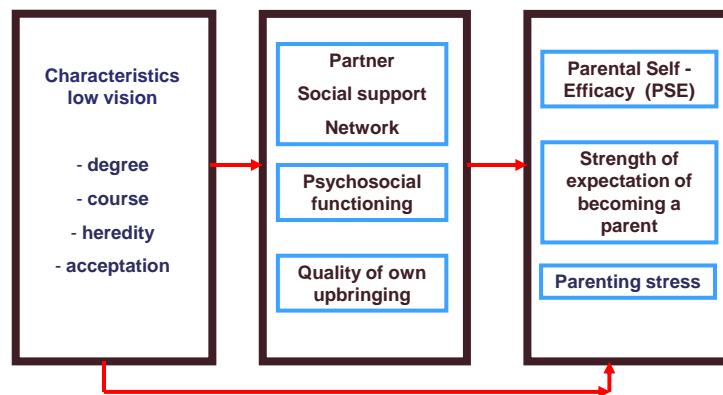 Characteristics
low vision
- degree
- course
- heredity
- acceptation
Partner
Social support
Network
Psychosocial
functioning
Quality of own
upbringing
Parental Self -
Efficacy (PSE)
Strength of
expectation of
becoming a
parent
Parenting stress